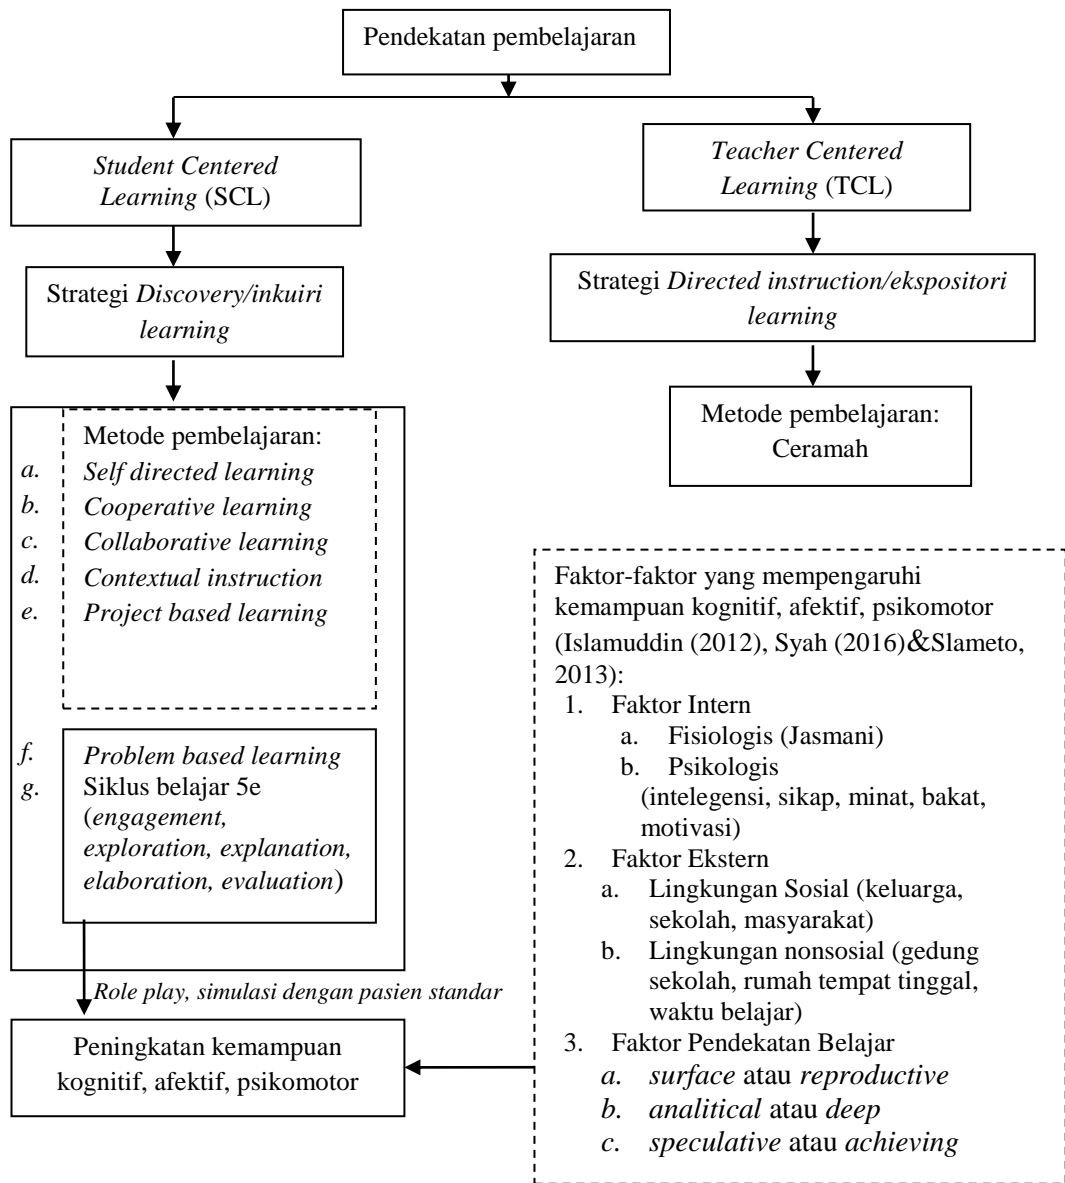 Pendekatan pembelajaran
Student Centered
Learning (SCL)
Teacher Centered
Learning (TCL)
Strategi Discovery/inkuiri
learning
Strategi Directed instruction/ekspositori
learning
Metode pembelajaran:
a. Self directed learning
b. Cooperative learning
c. Collaborative learning
d. Contextual instruction
e. Project based learning
f. Problem based learning
g. Siklus belajar 5e
(engagement,
exploration, explanation,
elaboration, evaluation)
Metode pembelajaran:
Ceramah
Role play, simulasi dengan pasien standar
Peningkatan kemampuan
kognitif, afektif, psikomotor
Faktor-faktor yang mempengaruhi
kemampuan kognitif, afektif, psikomotor
(Islamuddin (2012), Syah (2016)&Slameto,
2013):
1. Faktor Intern
a. Fisiologis (Jasmani)
b. Psikologis
(intelegensi, sikap, minat, bakat,
motivasi)
2. Faktor Ekstern
a. Lingkungan Sosial (keluarga,
sekolah, masyarakat)
b. Lingkungan nonsosial (gedung
sekolah, rumah tempat tinggal,
waktu belajar)
3. Faktor Pendekatan Belajar
a. surface atau reproductive
b. analitical atau deep
c. speculative atau achieving